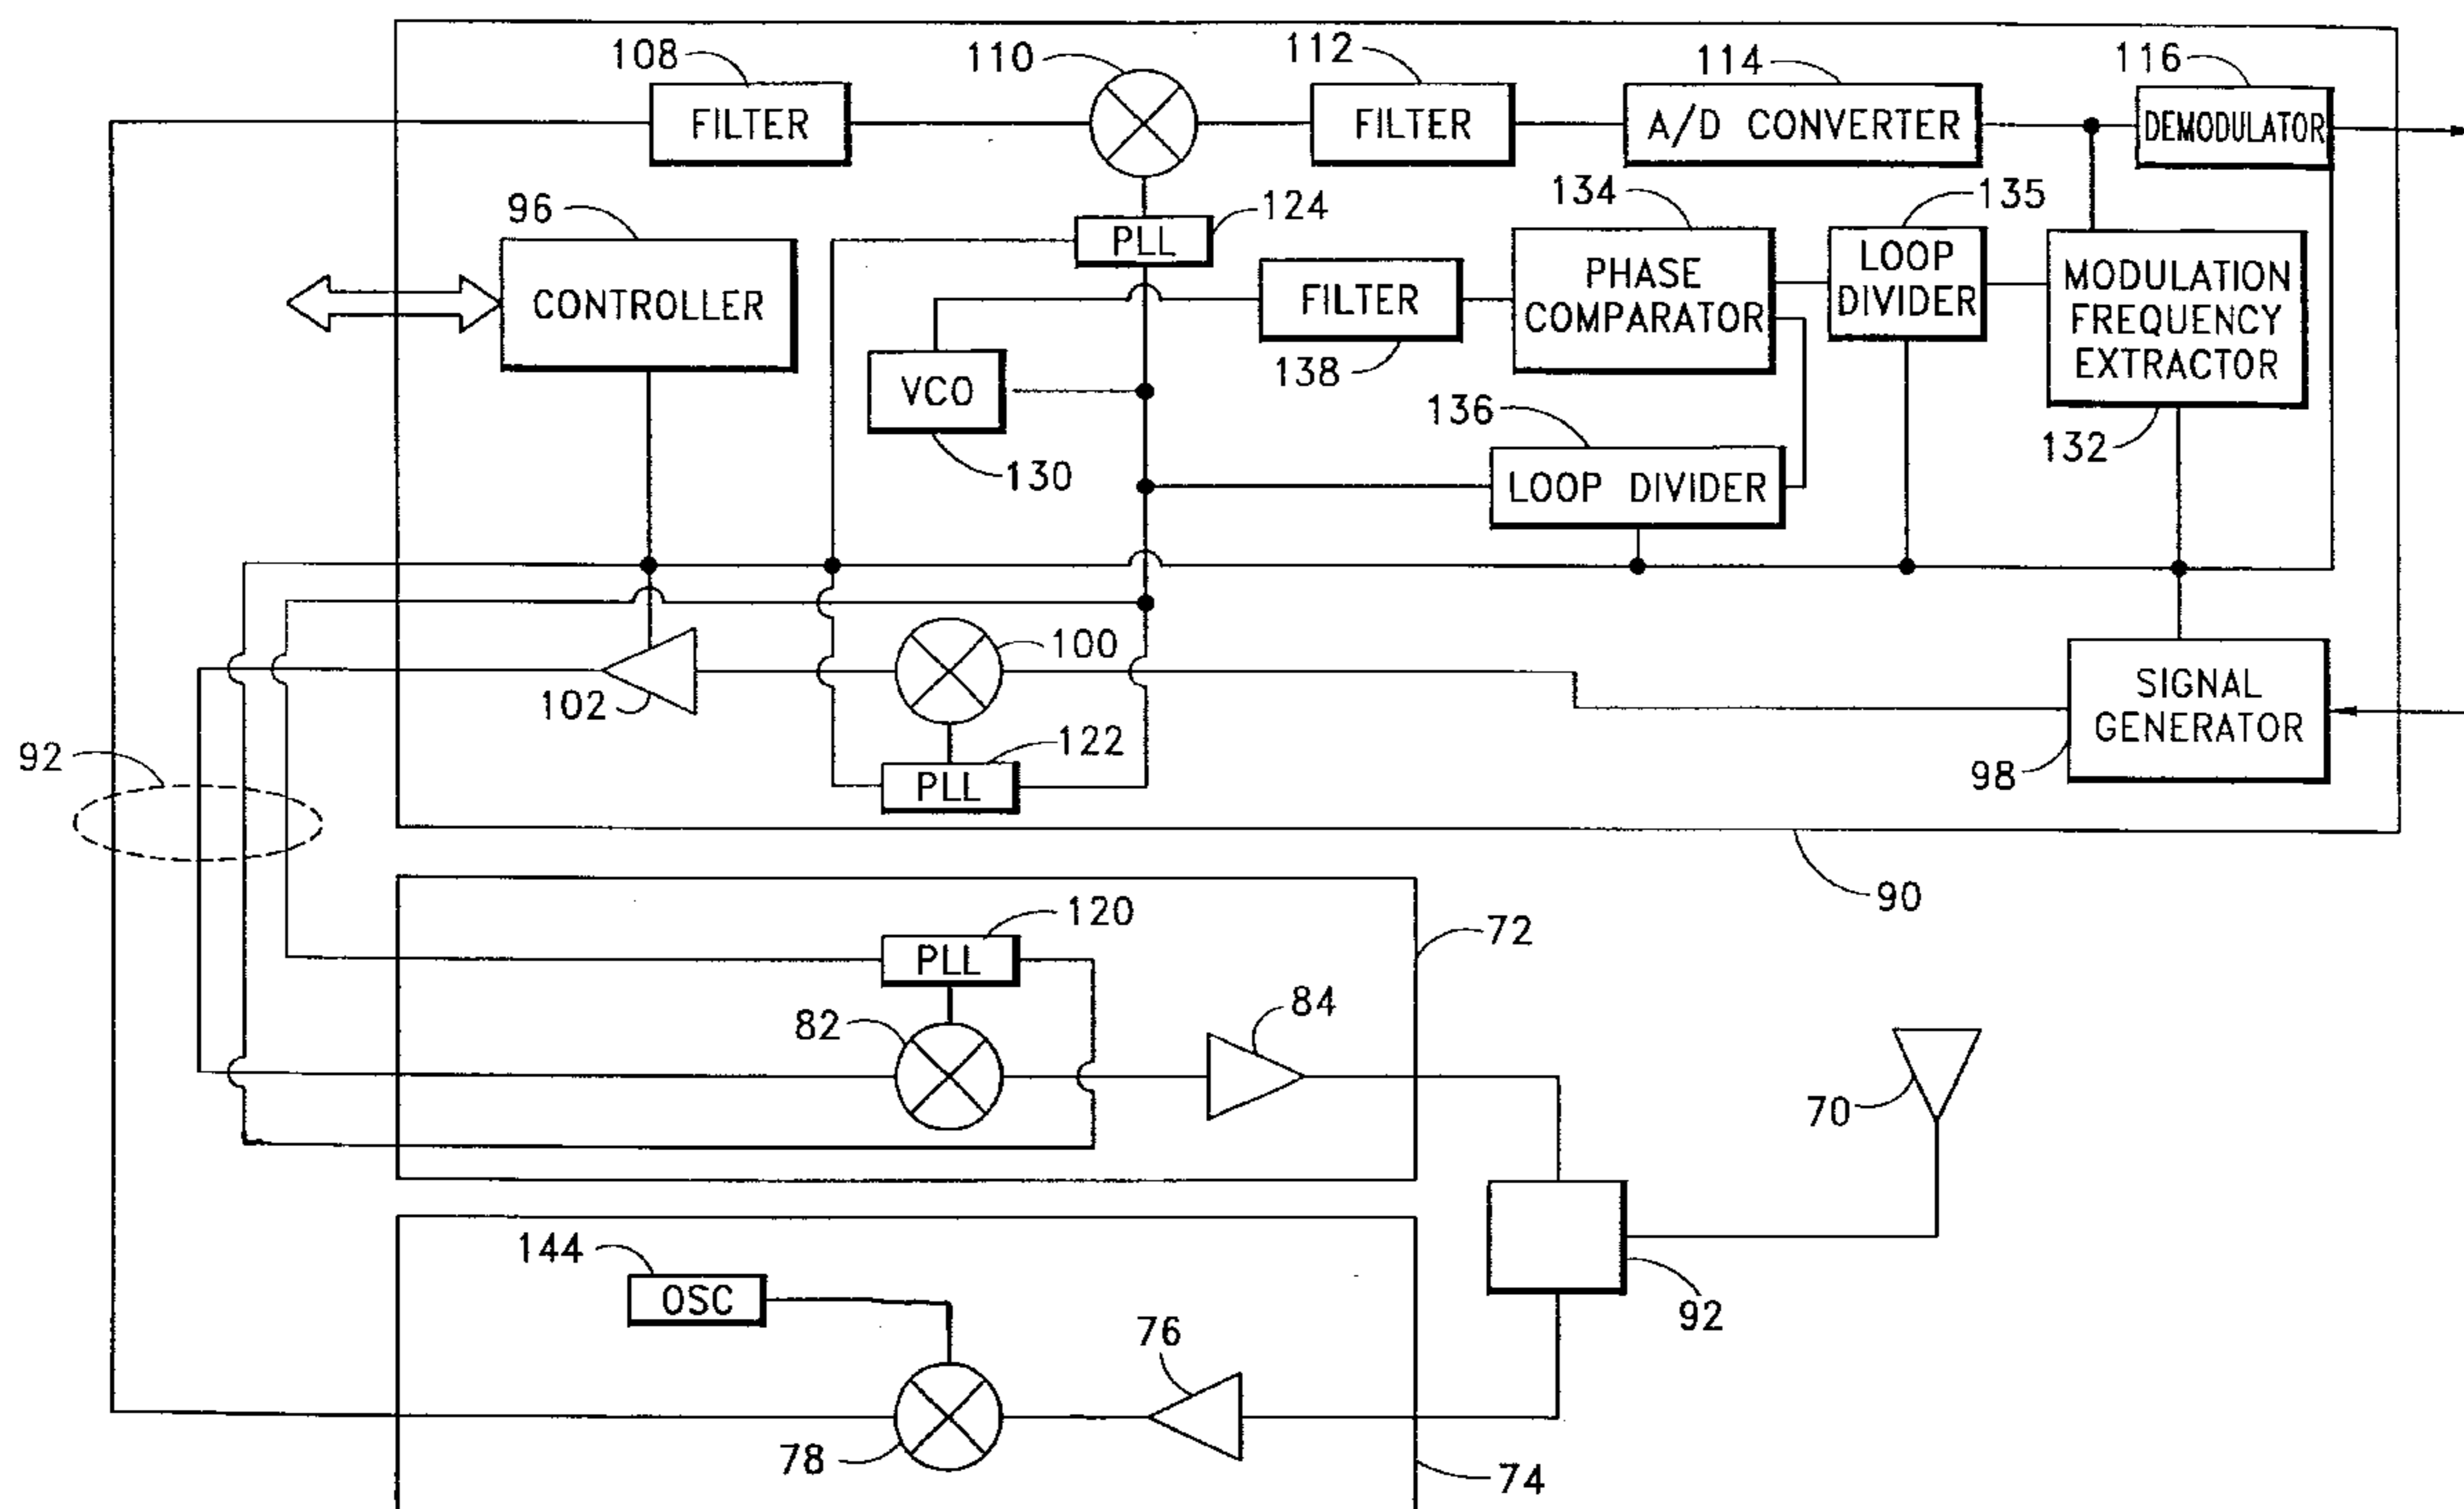 108
110
112
114
116
FILTER
FILTER
A/D CONVERTER
DEMODULATOR
96
124
134
135
PLL
CONTROLLER
FILTER
PHASE
COMPARATOR
LOOP
DIVIDER
MODULATION
FREQUENCY
EXTRACTOR
138
VCO
136
132
130
LOOP DIVIDER
100
102
SIGNAL
GENERATOR
122
92
PLL
98
90
120
72
PLL
82
84
70
144
OSC
92
76
78
74